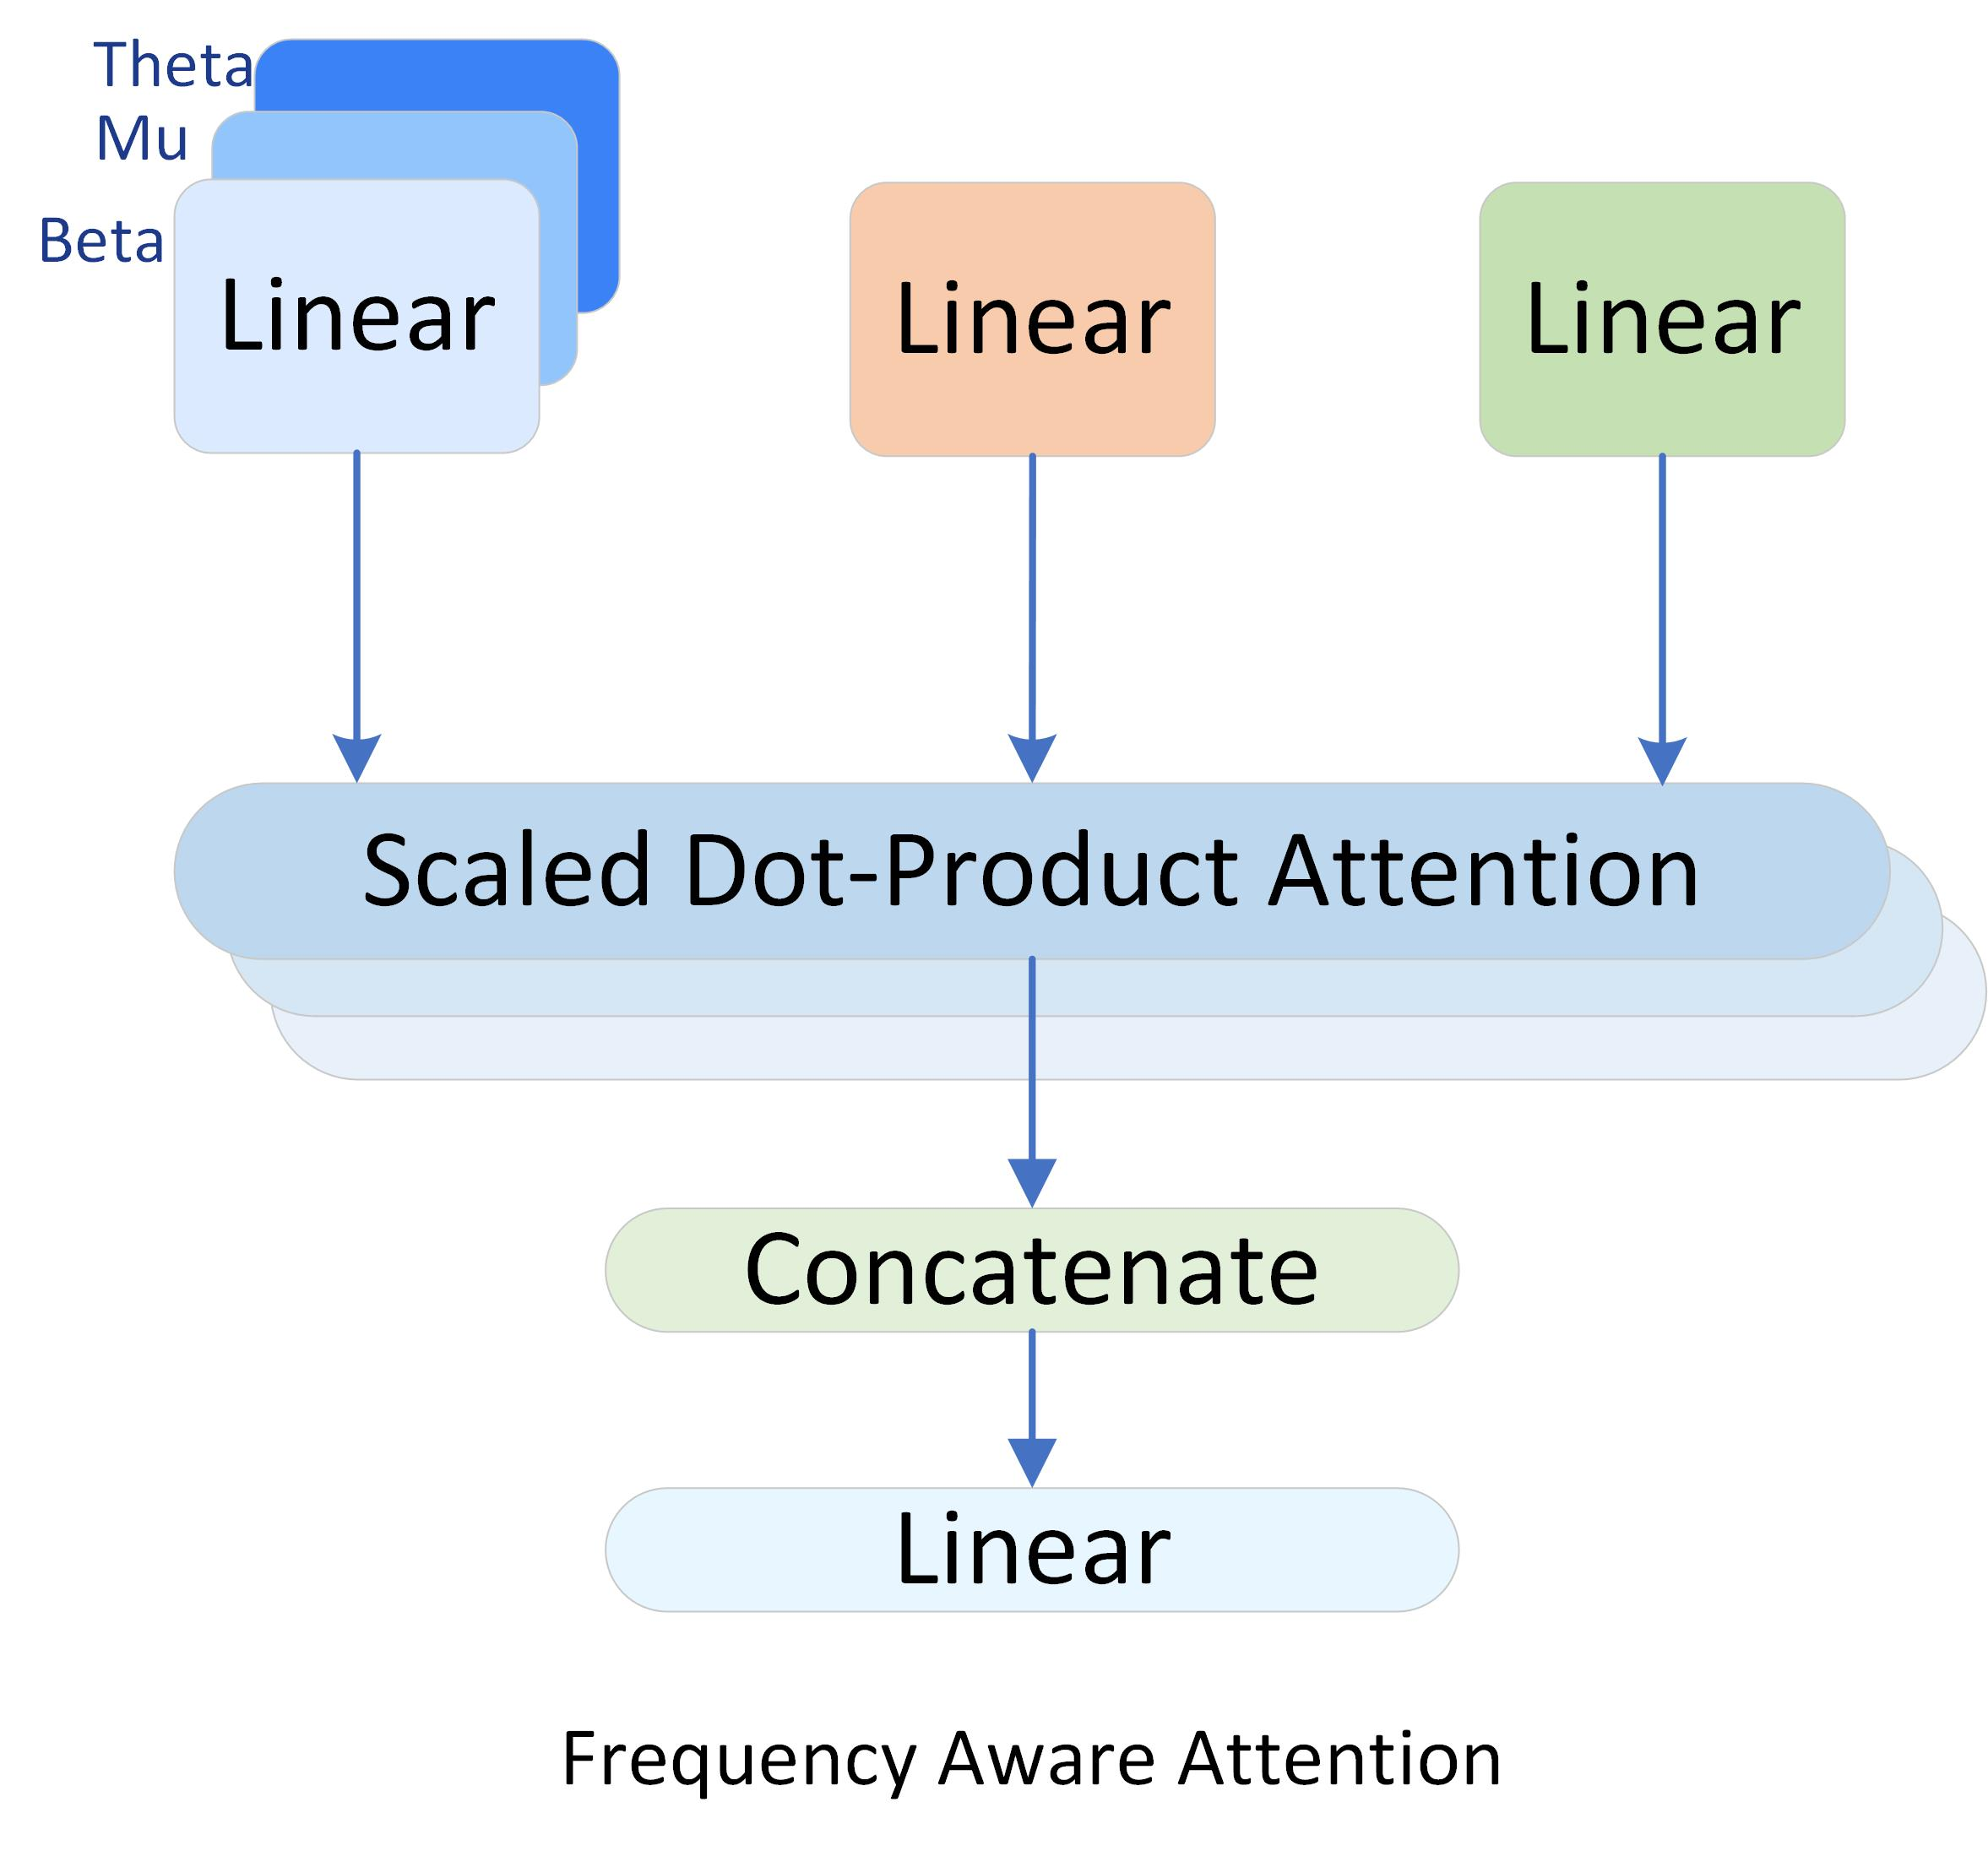 Theta
Mu
Beta
Linear
Linear
Linear
Scaled Dot-Product Attention
Concatenate
Linear
Frequency Aware Attention